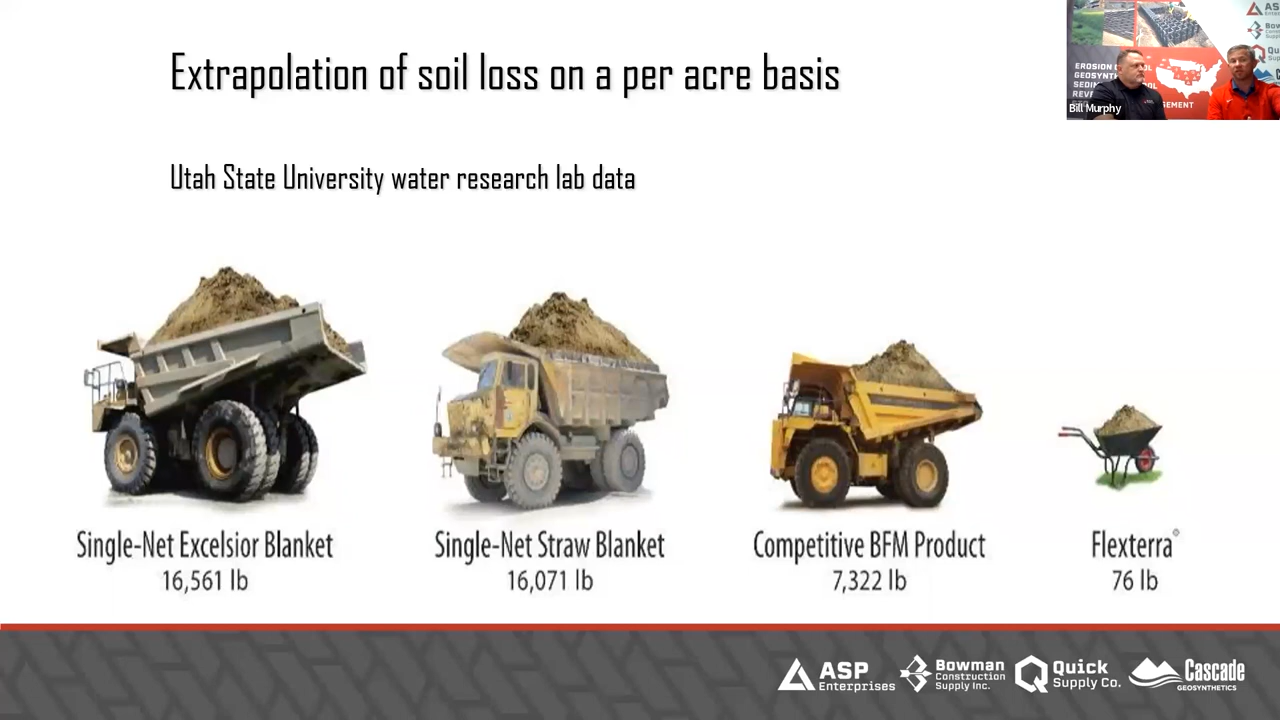 Extrapolation of soil loss on a per acre basis
Utah State University water research lab data
Single-Net Excelsior Blanket
16,561 lb
Single-Net Straw Blanket
16,071 lb
Competitive BFM Product
7,322 lb
Flexterra®
76 lb
Bill Murphy
ASP
Enterprises
Bowman
Construction
Supply Inc.
Quick
Supply Co.
Cascade
GEOSYNTHETICS